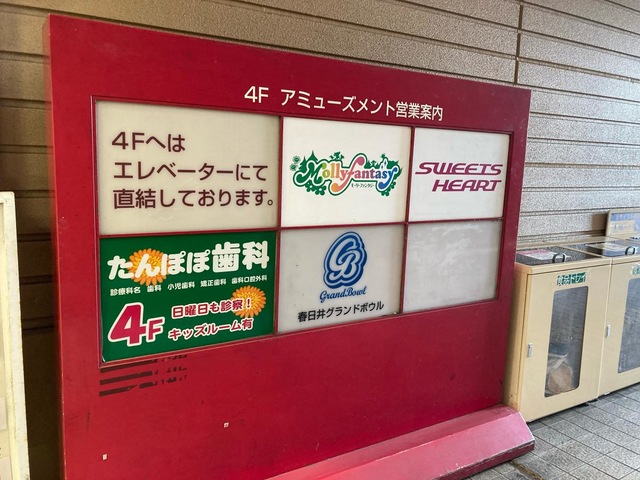 4F アミューズメント営業案内
4Fへは
エレベーターにて
直結しております。
Mollyfantasy
モーリーファンタジー
SWEETS
HEART
たんぽぽ歯科
診療科名 歯科 小児歯科 矯正歯科 歯科口腔外科
日曜日も診察!
4F キッズルーム有
GB
GrandBowl
春日井グランドボウル